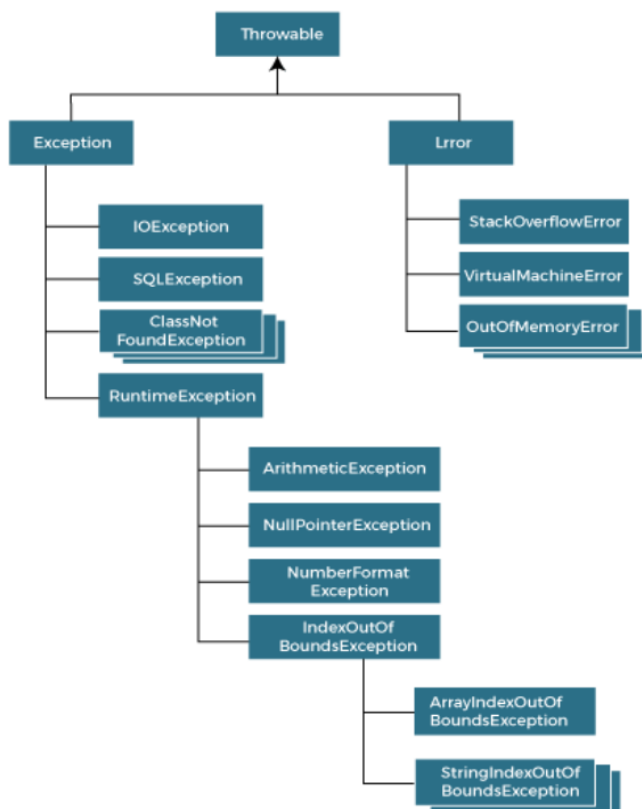 Throwable
Exception
Lrror
IOException
StackOverflowError
SQLException
VirtualMachineError
ClassNot
FoundException
OutOfMemoryError
RuntimeException
ArithmeticException
NullPointerException
NumberFormat
Exception
IndexOutOf
BoundsException
ArrayIndexOutOf
BoundsException
StringIndexOutOf
BoundsException